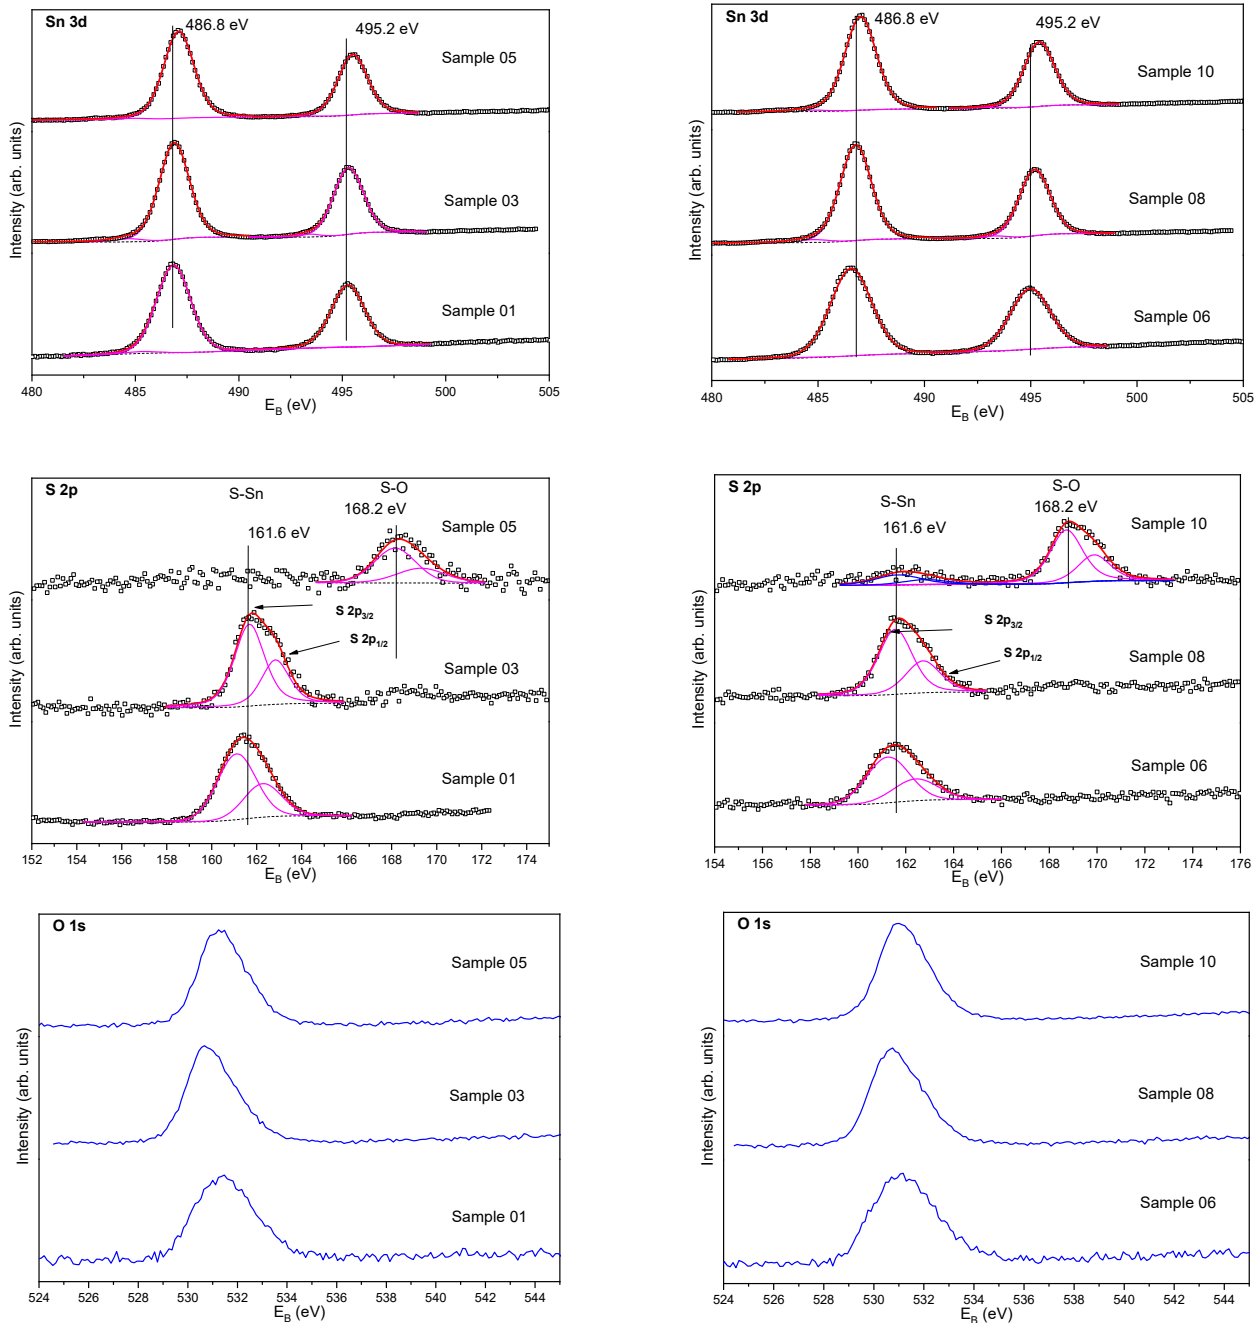 Sn 3d
486.8 eV
495.2 eV
Sample 05
Sample 03
Sample 01
Intensity (arb. units)
480 485 490 495 500 505
E_B (eV)
Sn 3d
486.8 eV
495.2 eV
Sample 10
Sample 08
Sample 06
Intensity (arb. units)
480 485 490 495 500 505
E_B (eV)
S 2p
S-Sn
S-O
161.6 eV
168.2 eV
Sample 05
S 2p3/2
S 2p1/2
Sample 03
Sample 01
Intensity (arb. units)
152 154 156 158 160 162 164 166 168 170 172 174
E_B (eV)
S 2p
S-Sn
S-O
161.6 eV
168.2 eV
Sample 10
S 2p3/2
S 2p1/2
Sample 08
Sample 06
Intensity (arb. units)
154 156 158 160 162 164 166 168 170 172 174 176
E_B (eV)
O 1s
Sample 05
Sample 03
Sample 01
Intensity (arb. units)
524 526 528 530 532 534 536 538 540 542 544
E_B (eV)
O 1s
Sample 10
Sample 08
Sample 06
Intensity (arb. units)
524 526 528 530 532 534 536 538 540 542 544
E_B (eV)